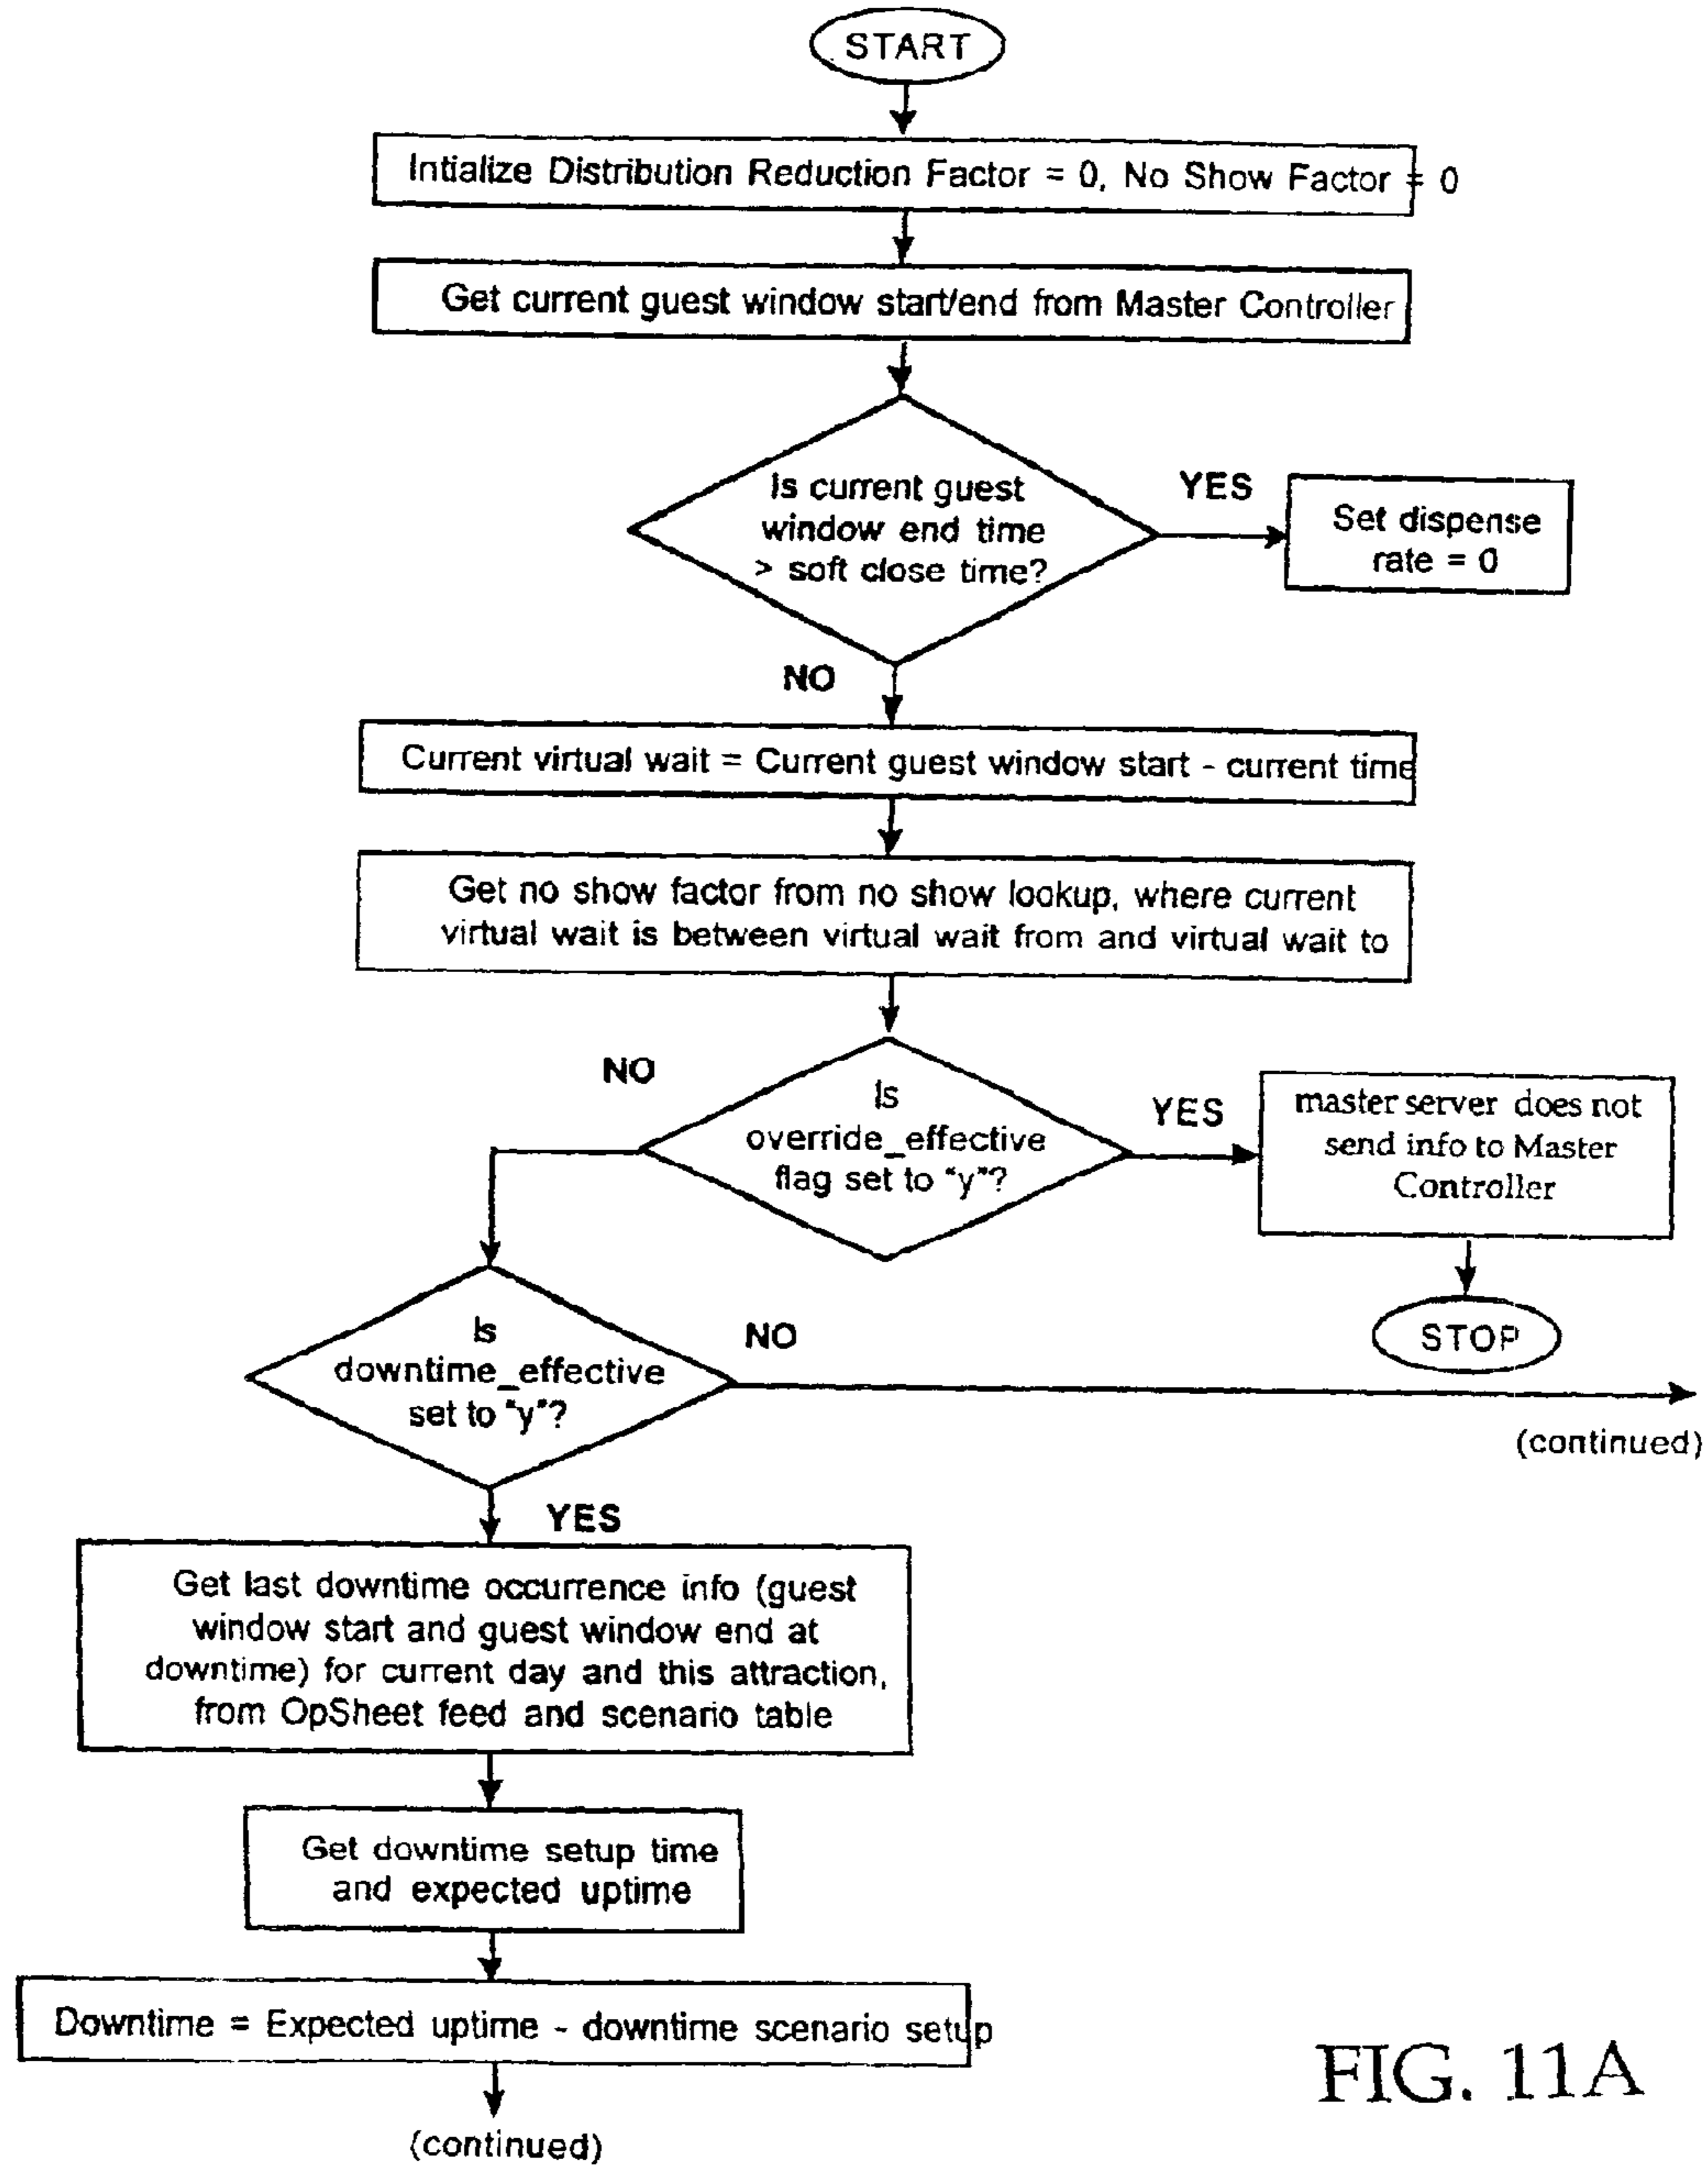 START
Intialize Distribution Reduction Factor = 0, No Show Factor = 0
Get current guest window start/end from Master Controller
Is current guest
window end time
> soft close time?
YES
Set dispense
rate = 0
NO
Current virtual wait = Current guest window start - current time
Get no show factor from no show lookup, where current
virtual wait is between virtual wait from and virtual wait to
NO
Is
override_effective
flag set to "y"?
YES
master server does not
send info to Master
Controller
STOP
Is
downtime_effective
set to "y"?
NO
(continued)
YES
Get last downtime occurrence info (guest
window start and guest window end at
downtime) for current day and this attraction,
from OpSheet feed and scenario table
Get downtime setup time
and expected uptime
Downtime = Expected uptime - downtime scenario setup
(continued)
FIG. 11A